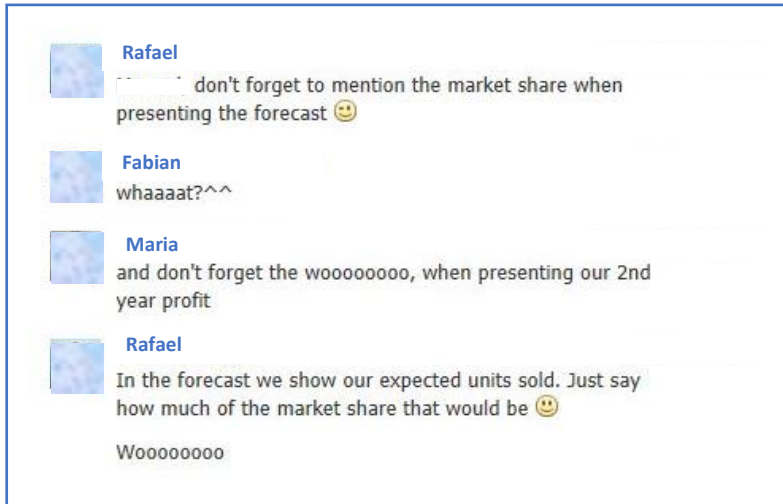 Rafael
don't forget to mention the market share when
presenting the forecast
Fabian
whaaaat?^^
Maria
and don't forget the woooooooo, when presenting our 2nd
year profit
Rafael
In the forecast we show our expected units sold. Just say
how much of the market share that would be
Woooooooo